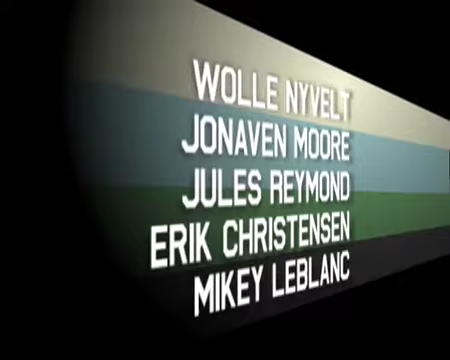 WOLLE NYVELT
JONAVEN MOORE
JULES REYMOND
ERIK CHRISTENSEN
MIKEY LEBLANC